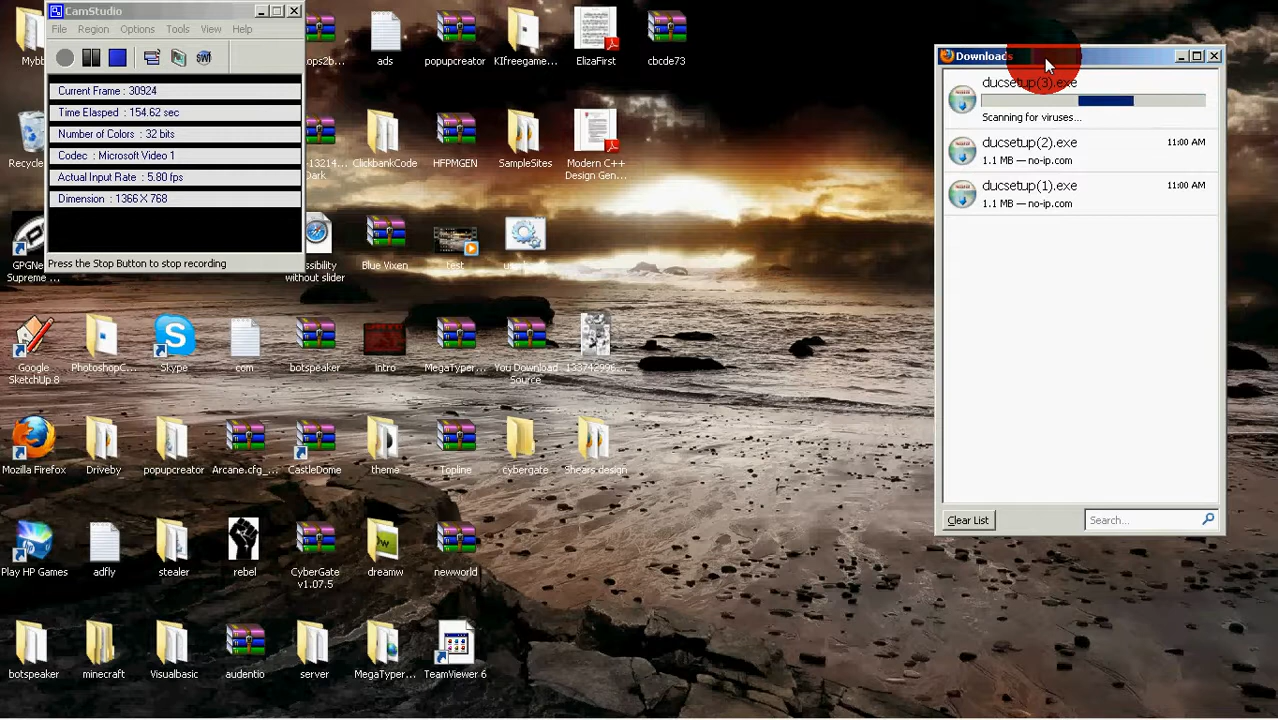 CamStudio
File Region Options Tools View Help
Current Frame : 30924
Time Elasped : 154.62 sec
Number of Colors : 32 bits
Codec : Microsoft Video 1
Actual Input Rate : 5.80 fps
Dimension : 1366 X 768
Press the Stop Button to stop recording
ads
popupcreator
KIfreegame...
ElizaFirst
cbcde73
Recycle
-13214...
Dark
ClickbankCode
HFPMGEN
SampleSites
Modern C++
Design Gen...
GPGNe
Supreme ...
sibility
without slider
Blue Vixen
test
Google
SketchUp 8
PhotoshopC...
Skype
com
botspeaker
Intro
MegaTyper...
You Download
Source
133742996...
Mozilla Firefox
Driveby
popupcreator
Arcane.cfg_...
CastleDome
theme
Topline
cybergate
Shears design
Play HP Games
adfly
stealer
rebel
CyberGate
v1.07.5
dreamw
newworld
botspeaker
minecraft
Visualbasic
audentio
server
MegaTyper...
TeamViewer 6
Downloads
ducsetup(3).exe
Scanning for viruses...
ducsetup(2).exe
11:00 AM
1.1 MB — no-ip.com
ducsetup(1).exe
11:00 AM
1.1 MB — no-ip.com
Clear List
Search...